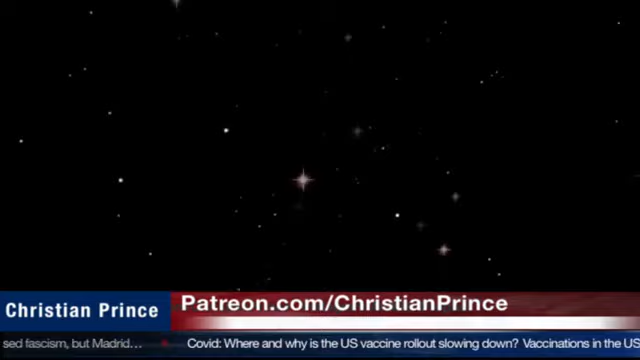 Christian Prince
Patreon.com/ChristianPrince
sed fascism, but Madrid...
Covid: Where and why is the US vaccine rollout slowing down? Vaccinations in the US